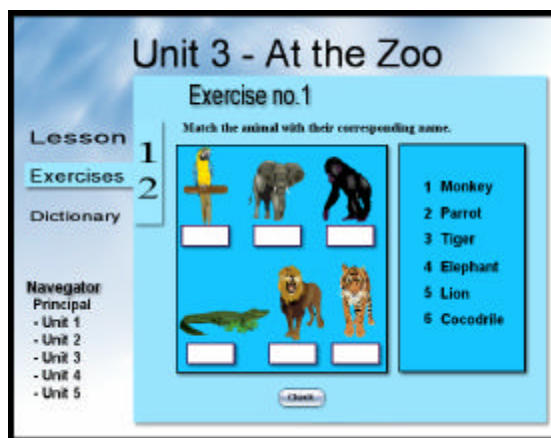 Unit 3 - At the Zoo
Exercise no.1
Match the animal with their corresponding name.
Lesson
Exercises
Dictionary
1
2
1 Monkey
2 Parrot
3 Tiger
4 Elephant
5 Lion
6 Cocodrile
Navegator
Principal
- Unit 1
- Unit 2
- Unit 3
- Unit 4
- Unit 5
Check